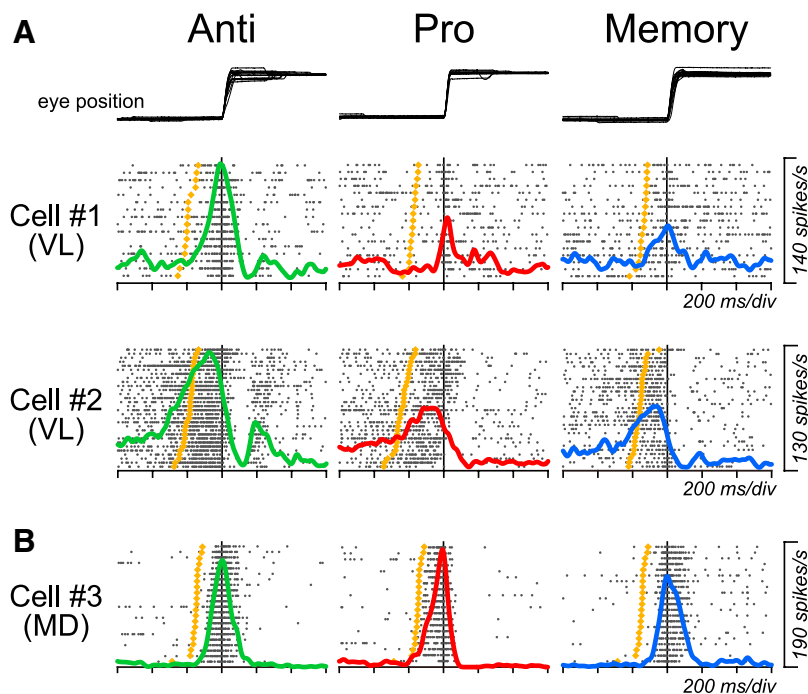 A
Anti
Pro
Memory
eye position
Cell #1
(VL)
140 spikes/s
200 ms/div
Cell #2
(VL)
130 spikes/s
200 ms/div
B
Cell #3
(MD)
190 spikes/s
200 ms/div